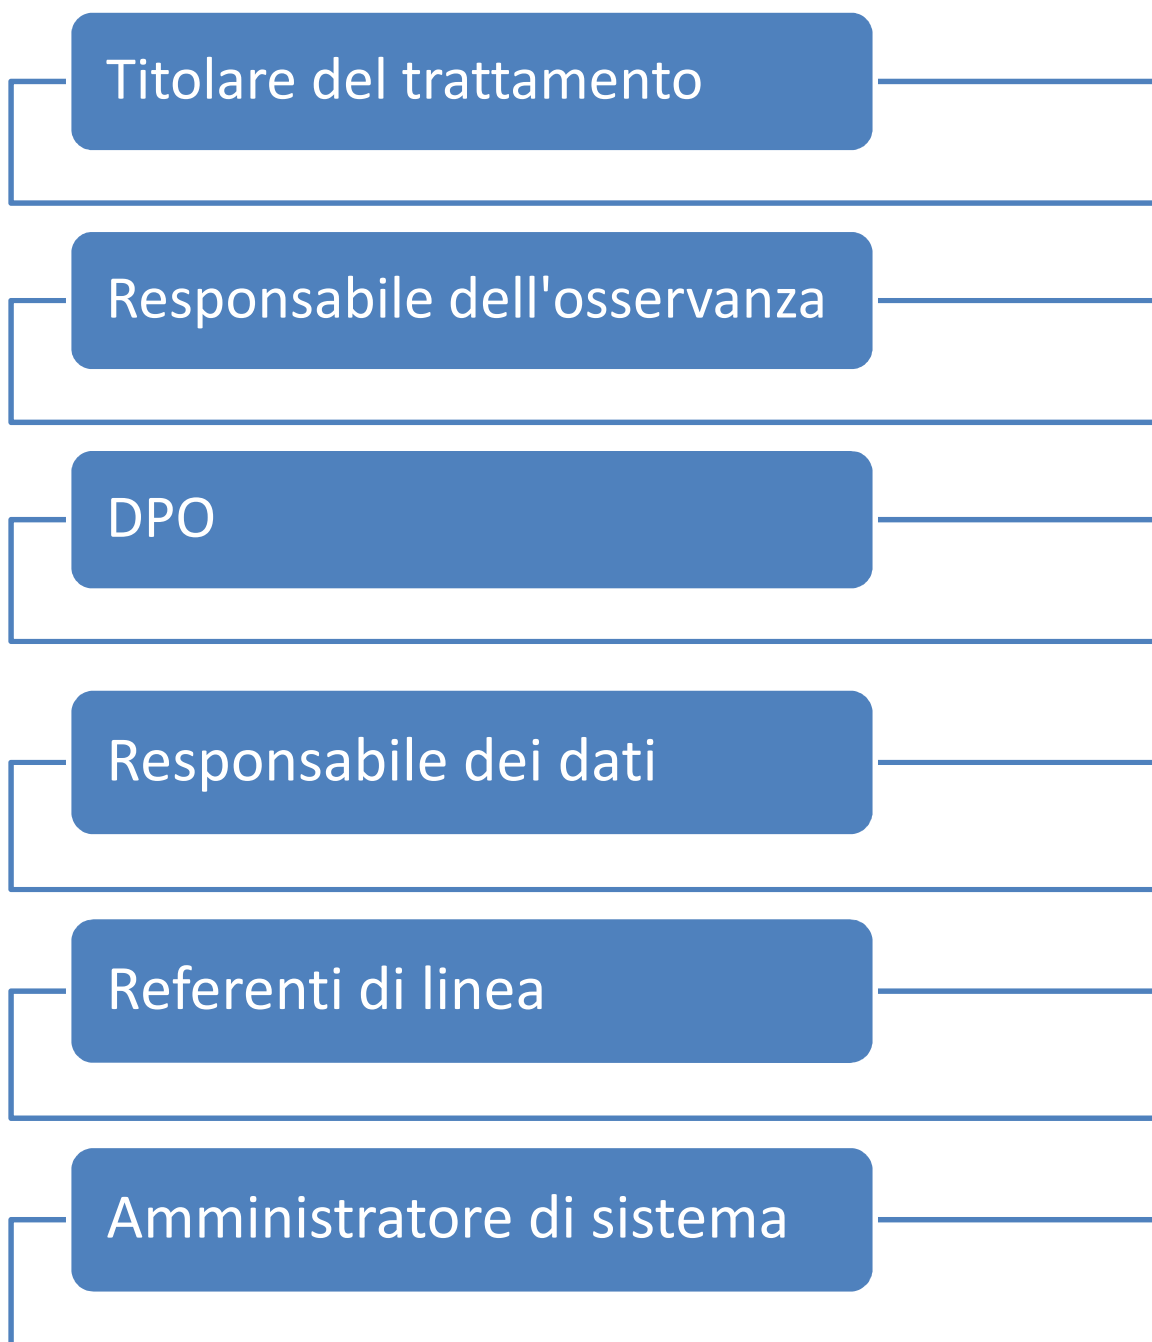 Titolare del trattamento
Responsabile dell'osservanza
DPO
Responsabile dei dati
Referenti di linea
Amministratore di sistema